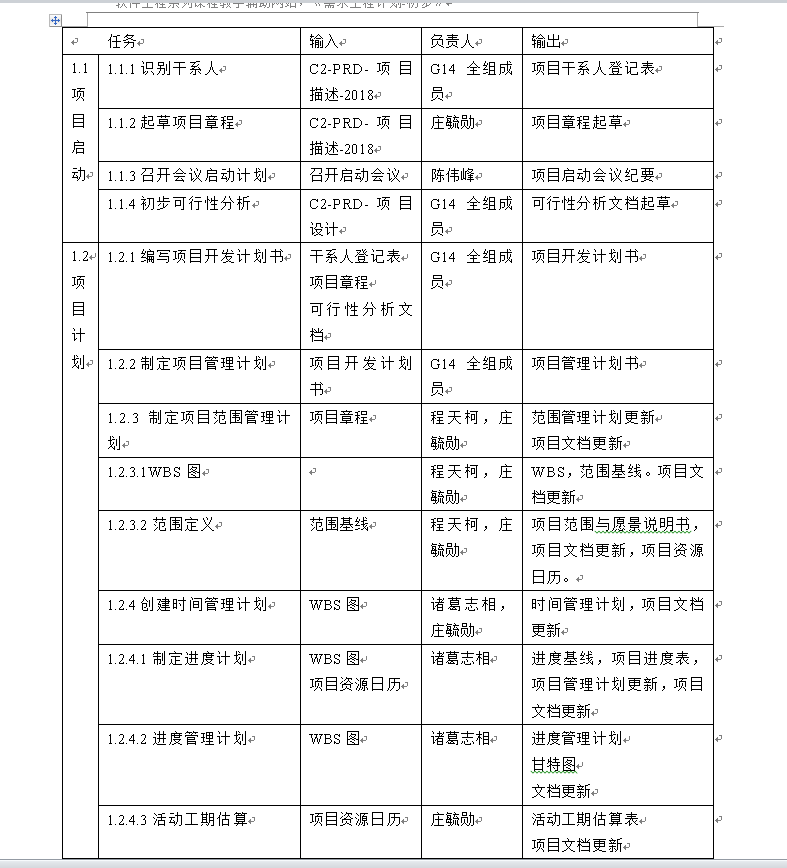 任务 输入 负责人 输出
1.1 项目启动
1.1.1 识别干系人 C2-PRD- 项目 G14 全组成 项目干系人登记表
描述-2018 员
1.1.2 起草项目章程 C2-PRD- 项目 庄毓勋 项目章程起草
描述-2018
1.1.3 召开会议启动计划 召开启动会议 陈伟峰 项目启动会议纪要
1.1.4 初步可行性分析 C2-PRD- 项目 G14 全组成 可行性分析文档起草
设计 员
1.2 项目计划
1.2.1 编写项目开发计划书 干系人登记表 G14 全组成 项目开发计划书
项目章程 员
可行性分析文
档
1.2.2 制定项目管理计划 项目开发计划 G14 全组成 项目管理计划书
书 员
1.2.3 制定项目范围管理计 项目章程 程天柯，庄 范围管理计划更新
划 毓勋 项目文档更新
1.2.3.1WBS 图 程天柯，庄 WBS，范围基线。项目文
毓勋 档更新
1.2.3.2 范围定义 范围基线 程天柯，庄 项目范围与愿景说明书，
毓勋 项目文档更新，项目资源
日历。
1.2.4 创建时间管理计划 WBS 图 诸葛志相， 时间管理计划，项目文档
庄毓勋 更新
1.2.4.1 制定进度计划 WBS 图 诸葛志相 进度基线，项目进度表，
项目资源日历 项目管理计划更新，项目
文档更新
1.2.4.2 进度管理计划 WBS 图 诸葛志相 进度管理计划
甘特图
文档更新
1.2.4.3 活动工期估算 项目资源日历 庄毓勋 活动工期估算表
项目文档更新